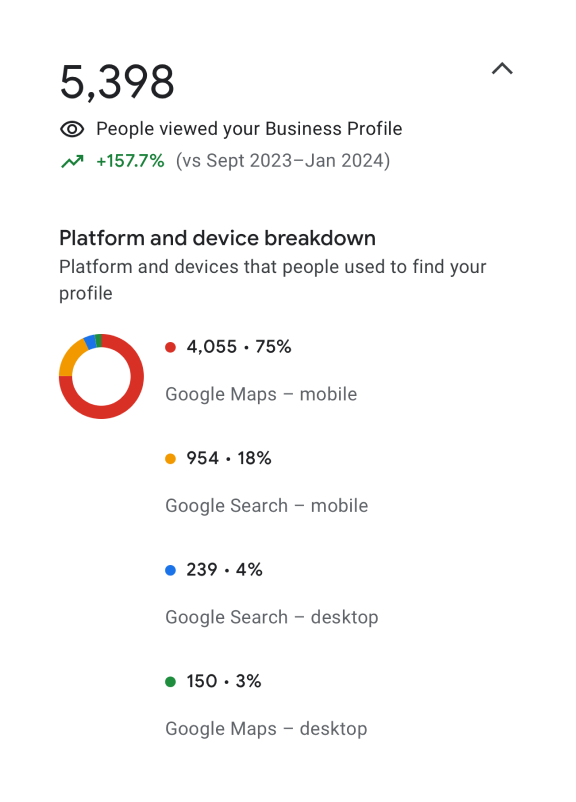 5,398
People viewed your Business Profile
+157.7% (vs Sept 2023–Jan 2024)
Platform and device breakdown
Platform and devices that people used to find your
profile
4,055 • 75%
Google Maps – mobile
954 • 18%
Google Search – mobile
239 • 4%
Google Search – desktop
150 • 3%
Google Maps – desktop